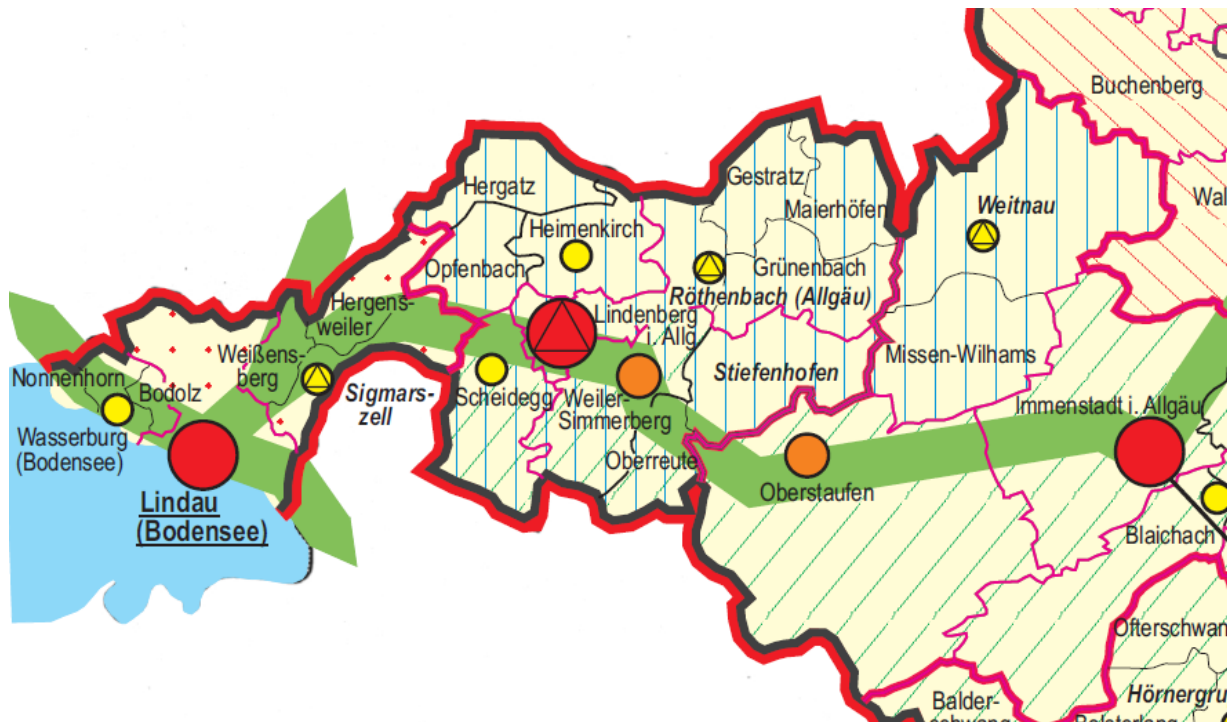 Buchenberg
Hergatz
Gestratz
Wal
Maierhöfen
Weitnau
Heimenkirch
Opfenbach
Grünenbach
Röthenbach (Allgäu)
Hergens-
weiler
Lindenberg
i. Allg.
Weißens-
berg
Missen-Wilhams
Stiefenhofen
Nonnenhorn
Bodolz
Sigmars-
zell
Scheidegg
Weiler-
Simmerberg
Immenstadt i. Allgäu
Wasserburg
(Bodensee)
Oberreute
Oberstaufen
Lindau
(Bodensee)
Blaichach
Ofterschwan
Hörnergru
Balder-
schwang
Bolsterlang